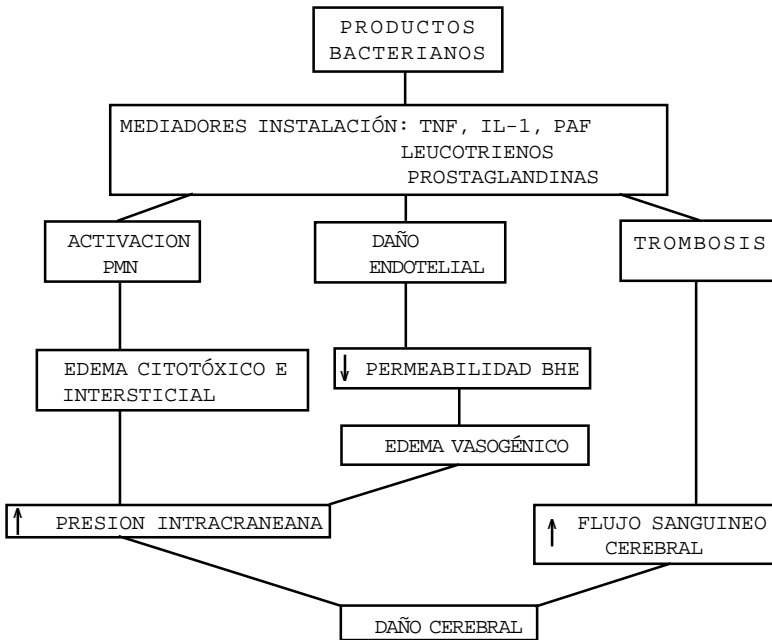 PRODUCTOS
BACTERIANOS
MEDIADORES INSTALACIÓN: TNF, IL-1, PAF
LEUCOTRIENOS
PROSTAGLANDINAS
ACTIVACION
PMN
DAÑO
ENDOTELIAL
TROMBOSIS
EDEMA CITOTÓXICO E
INTERSTICIAL
↓ PERMEABILIDAD BHE
EDEMA VASOGÉNICO
↑ PRESION INTRACRANEANA
↑ FLUJO SANGUINEO
CEREBRAL
DAÑO CEREBRAL